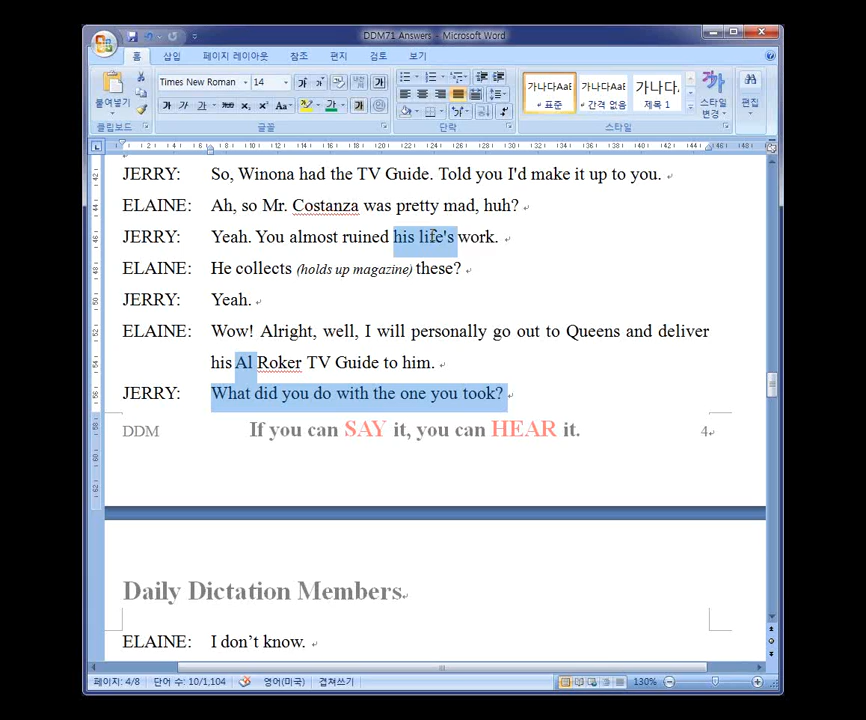 DDM71 Answers - Microsoft Word
홈 삽입 페이지 레이아웃 참조 편지 검토 보기
Times New Roman 14
붙여넣기
가나다AaB 가나다AaB 가나다
표준 간격 없음 제목 1
스타일 변경
편집
클립보드 글꼴 단락 스타일
JERRY: So, Winona had the TV Guide. Told you I'd make it up to you.
ELAINE: Ah, so Mr. Costanza was pretty mad, huh?
JERRY: Yeah. You almost ruined his life's work.
ELAINE: He collects (holds up magazine) these?
JERRY: Yeah.
ELAINE: Wow! Alright, well, I will personally go out to Queens and deliver
his Al Roker TV Guide to him.
JERRY: What did you do with the one you took?
DDM If you can SAY it, you can HEAR it. 4
Daily Dictation Members
ELAINE: I don’t know.
페이지: 4/8 단어 수: 10/1,104 영어(미국) 겹쳐쓰기 130%